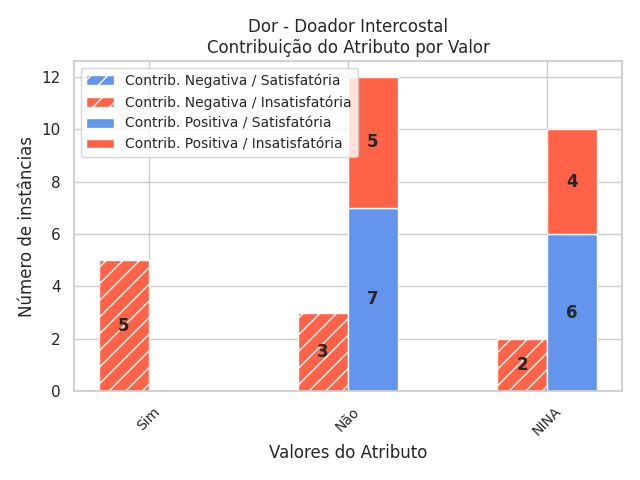 Dor - Doador Intercostal
Contribuição do Atributo por Valor
Contrib. Negativa / Satisfatória
Contrib. Negativa / Insatisfatória
Contrib. Positiva / Satisfatória
Contrib. Positiva / Insatisfatória
Número de instâncias
12
10
8
6
4
2
0
5
3
5
7
2
4
6
Sim
Não
NINA
Valores do Atributo